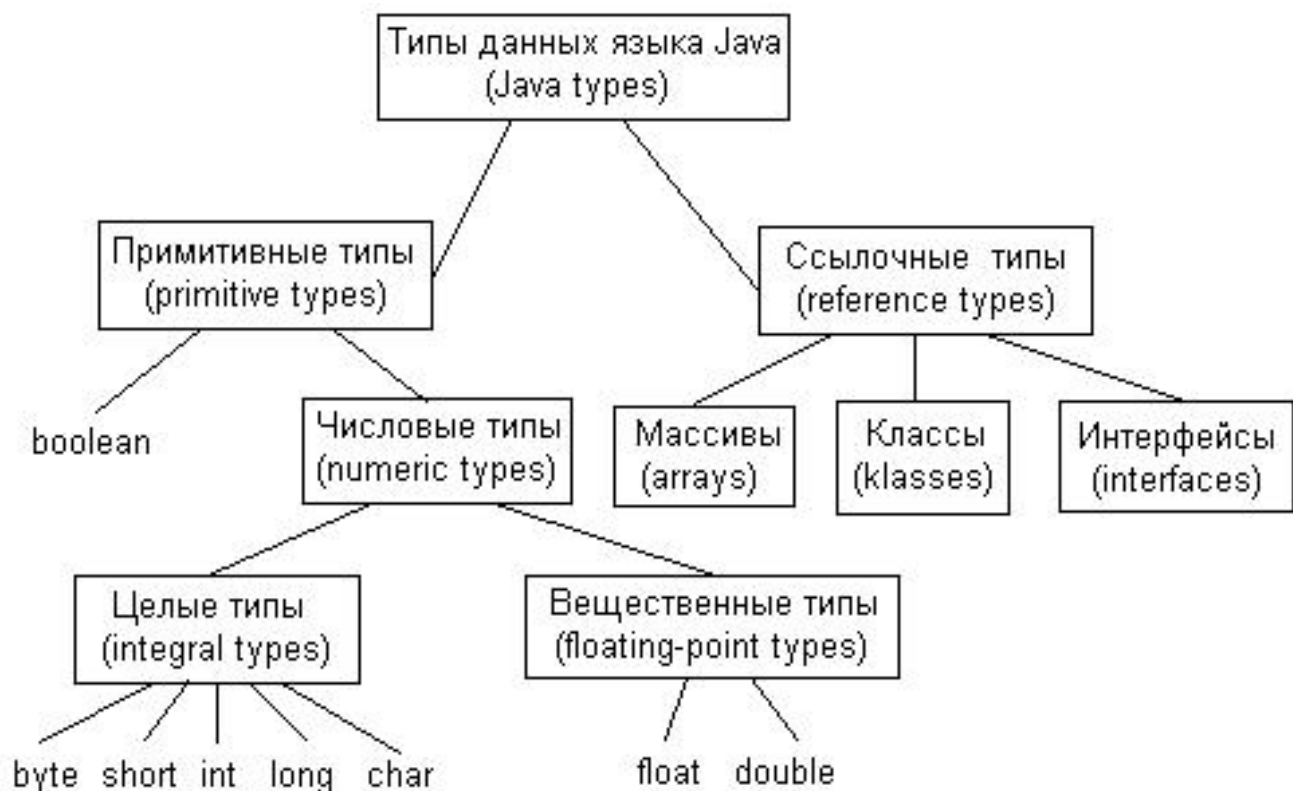 Типы данных языка Java
(Java types)
Примитивные типы
(primitive types)
Ссылочные типы
(reference types)
boolean
Числовые типы
(numeric types)
Массивы
(arrays)
Классы
(klasses)
Интерфейсы
(interfaces)
Целые типы
(integral types)
Вещественные типы
(floating-point types)
byte short int long char
float double